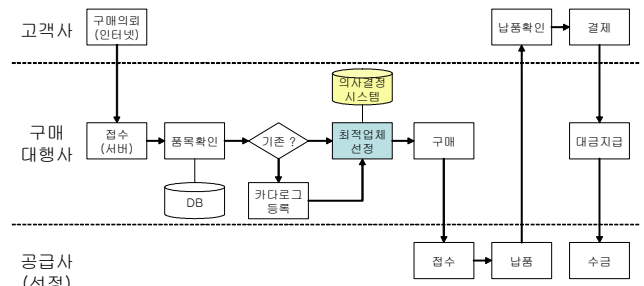 고객사
구매의뢰
(인터넷)
납품확인
결제
의사결정
시스템
구매
대행사
접수
(서버)
품목확인
기존 ?
최적업체
선정
구매
대금지급
DB
카다로그
등록
공급사
(선정)
접수
납품
수금